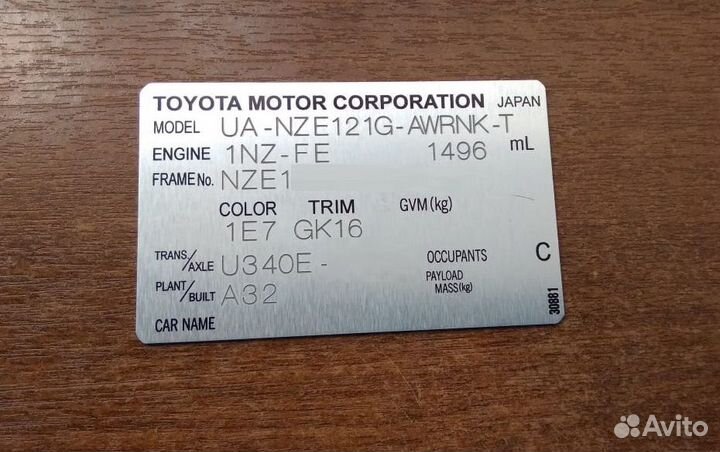 TOYOTA MOTOR CORPORATION JAPAN
MODEL UA-NZE121G-AWRNK-T
ENGINE 1NZ-FE 1496 mL
FRAME No. NZE1
COLOR TRIM GVM(kg)
1E7 GK16
TRANS/AXLE U340E - OCCUPANTS C
PAYLOAD MASS(kg)
PLANT/BUILT A32
CAR NAME
30881
Avito